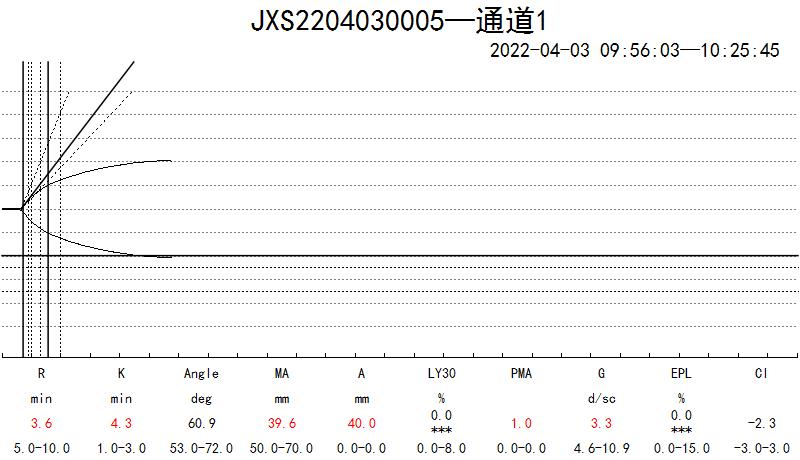 JXS2204030005—通道1
2022-04-03 09:56:03—10:25:45
R K Angle MA A LY30 PMA G EPL CI
min min deg mm mm % d/sc %
3.6 4.3 60.9 39.6 40.0 0.0 *** 1.0 3.3 0.0 *** -2.3
5.0-10.0 1.0-3.0 53.0-72.0 50.0-70.0 0.0-0.0 0.0-8.0 0.0-0.0 4.6-10.9 0.0-15.0 -3.0-3.0